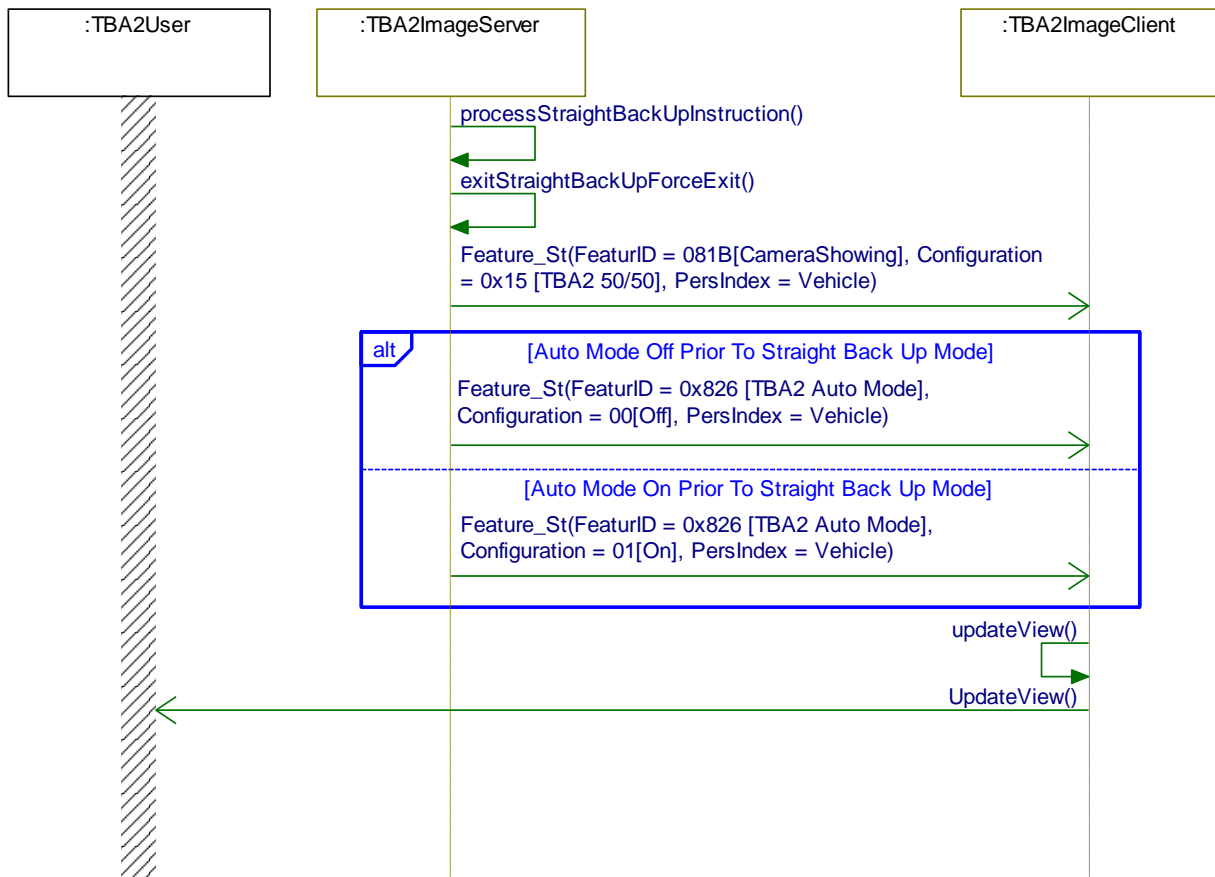 :TBA2User
:TBA2ImageServer
:TBA2ImageClient
processStraightBackUpInstruction()
exitStraightBackUpForceExit()
Feature_St(FeaturID = 081B[CameraShowing], Configuration
= 0x15 [TBA2 50/50], PersIndex = Vehicle)
alt
[Auto Mode Off Prior To Straight Back Up Mode]
Feature_St(FeaturID = 0x826 [TBA2 Auto Mode],
Configuration = 00[Off], PersIndex = Vehicle)
[Auto Mode On Prior To Straight Back Up Mode]
Feature_St(FeaturID = 0x826 [TBA2 Auto Mode],
Configuration = 01[On], PersIndex = Vehicle)
updateView()
UpdateView()